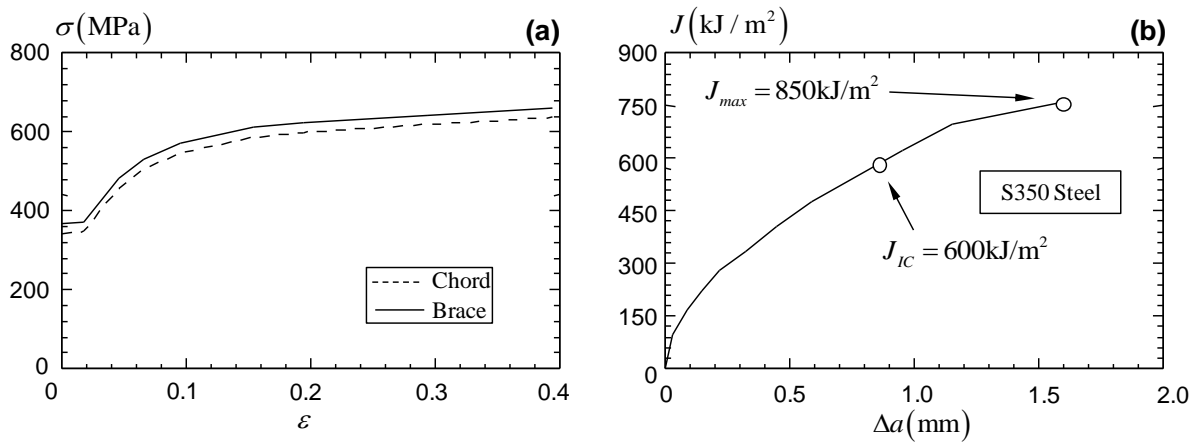 σ(MPa)
(a)
800
600
400
200
0
0
0.1
0.2
0.3
0.4
ε
Chord
Brace
J(kJ / m²)
(b)
900
750
600
450
300
150
0
0
0.5
1.0
1.5
2.0
Δa(mm)
J_max = 850kJ/m²
S350 Steel
J_IC = 600kJ/m²